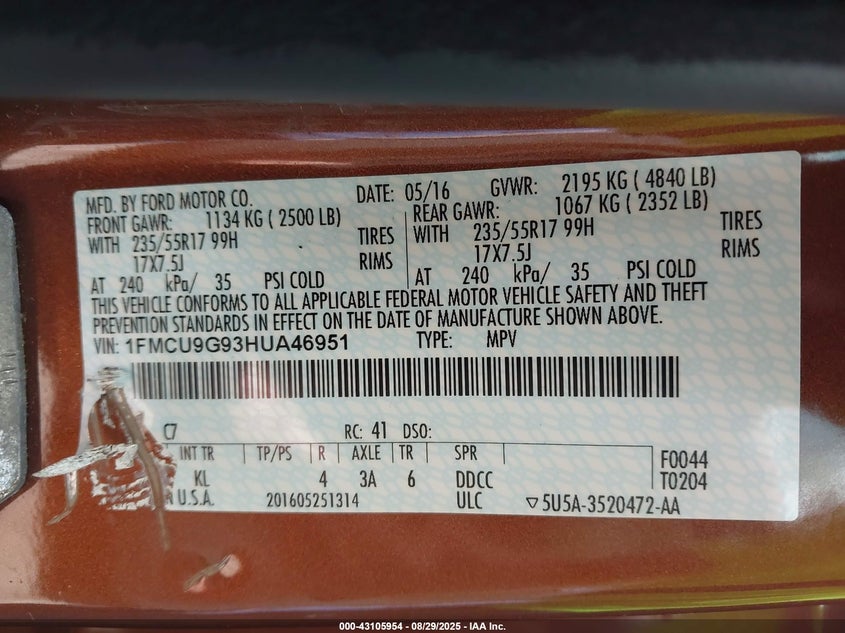 MFD. BY FORD MOTOR CO. DATE: 05/16 GVWR: 2195 KG ( 4840 LB)
FRONT GAWR: 1134 KG ( 2500 LB) REAR GAWR: 1067 KG ( 2352 LB)
WITH 235/55R17 99H TIRES WITH 235/55R17 99H TIRES
17X7.5J RIMS 17X7.5J RIMS
AT 240 kPa/ 35 PSI COLD AT 240 kPa/ 35 PSI COLD
THIS VEHICLE CONFORMS TO ALL APPLICABLE FEDERAL MOTOR VEHICLE SAFETY AND THEFT
PREVENTION STANDARDS IN EFFECT ON THE DATE OF MANUFACTURE SHOWN ABOVE.
VIN: 1FMCU9G93HUA46951 TYPE: MPV
C7 RC: 41 DSO:
INT TR TP/PS R AXLE TR SPR F0044
KL 4 3A 6 DDCC T0204
U.S.A. 201605251314 ULC ▽5U5A-3520472-AA
000-43105954 - 08/29/2025 - IAA Inc.